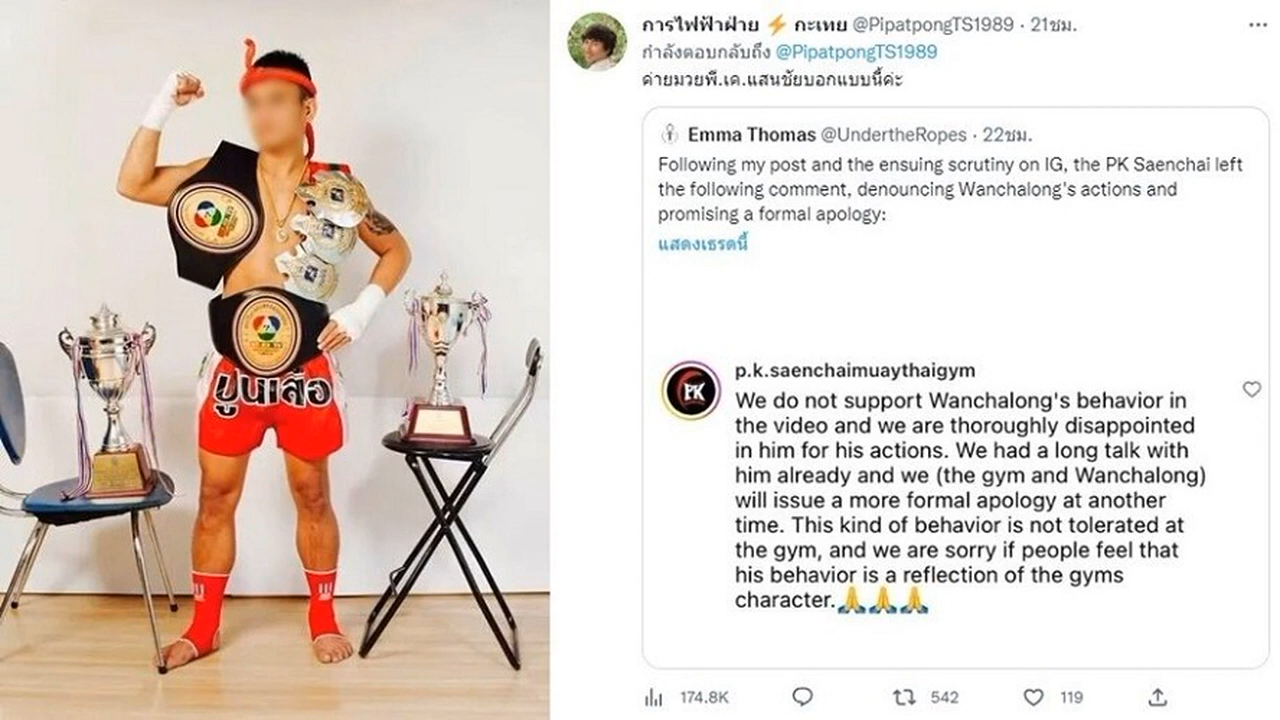 ปูนเสือ
7
PK
การไฟฟ้าฝ่าย ⚡ กะเทย @PipatpongTS1989 · 21ชม.
กำลังตอบกลับถึง @PipatpongTS1989
ค่ายมวยพี.เค.แสนชัยบอกแบบนี้ค่ะ
Emma Thomas @UndertheRopes · 22ชม.
Following my post and the ensuing scrutiny on IG, the PK Saenchai left
the following comment, denouncing Wanchalong's actions and
promising a formal apology:
แสดงเธรดนี้
p.k.saenchaimuaythaigym
We do not support Wanchalong's behavior in
the video and we are thoroughly disappointed
in him for his actions. We had a long talk with
him already and we (the gym and Wanchalong)
will issue a more formal apology at another
time. This kind of behavior is not tolerated at
the gym, and we are sorry if people feel that
his behavior is a reflection of the gyms
character.🙏🙏🙏
174.8K
542
119